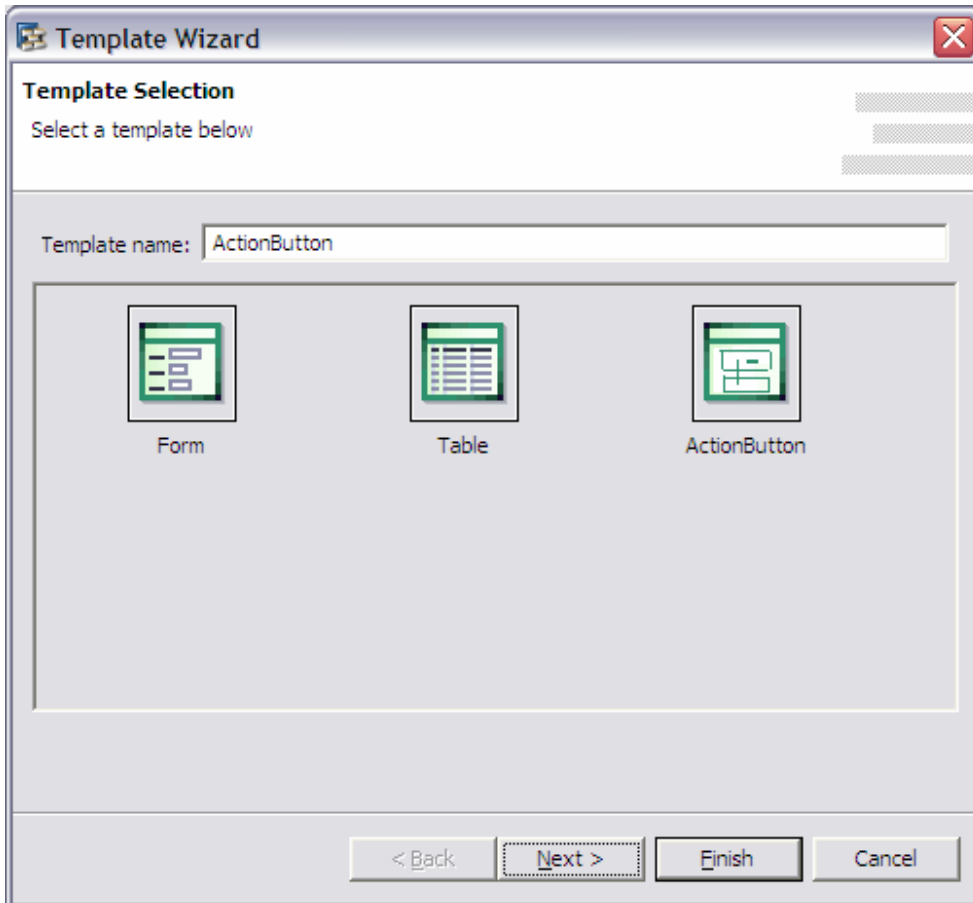 Template Wizard
Template Selection
Select a template below
Template name: ActionButton
Form Table ActionButton
< Back Next > Finish Cancel